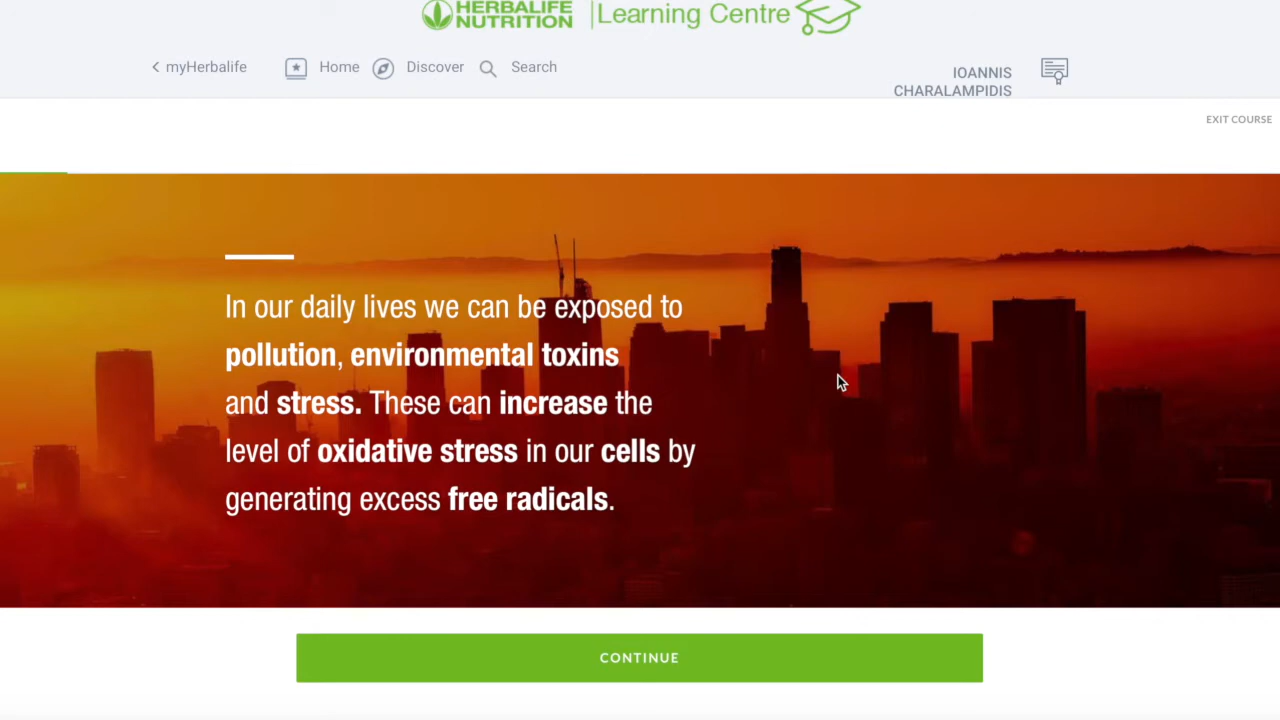 HERBALIFE
NUTRITION
Learning Centre
< myHerbalife
Home
Discover
Search
IOANNIS
CHARALAMPIDIS
EXIT COURSE
In our daily lives we can be exposed to
pollution, environmental toxins
and stress. These can increase the
level of oxidative stress in our cells by
generating excess free radicals.
CONTINUE